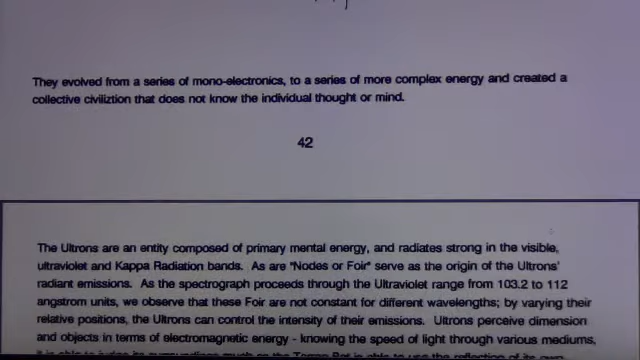 They evolved from a series of mono-electronics, to a series of more complex energy and created a
collective civiliztion that does not know the individual thought or mind.
42
The Ultrons are an entity composed of primary mental energy, and radiates strong in the visible,
ultraviolet and Kappa Radiation bands. As are "Nodes or Foir" serve as the origin of the Ultrons'
radiant emissions. As the spectrograph proceeds through the Ultraviolet range from 103.2 to 112
angstrom units, we observe that these Foir are not constant for different wavelengths; by varying their
relative positions, the Ultrons can control the intensity of their emissions. Ultrons perceive dimension
and objects in terms of electromagnetic energy - knowing the speed of light through various mediums,